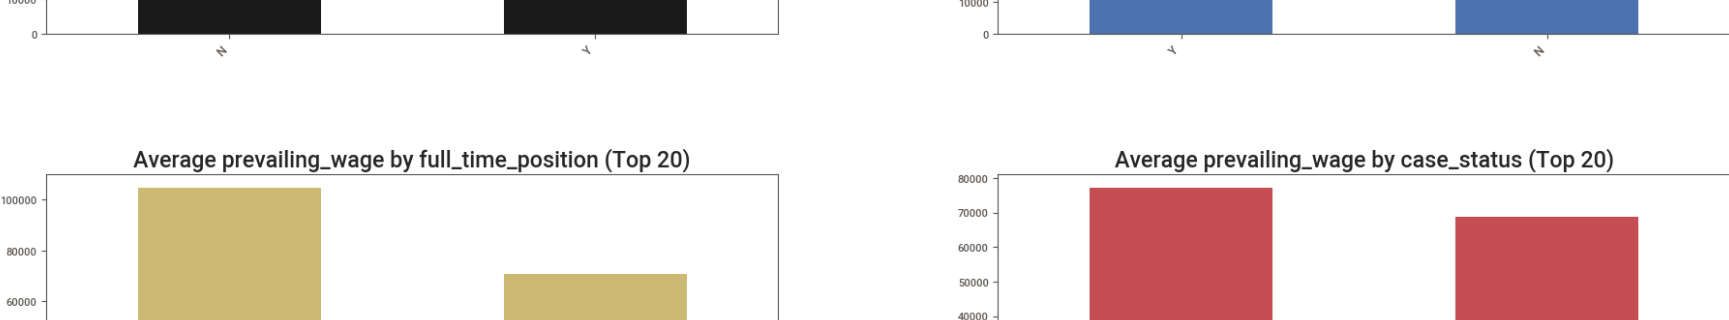 10000
0
N
Y
10000
0
Y
N
Average prevailing_wage by full_time_position (Top 20)
100000
80000
60000
Average prevailing_wage by case_status (Top 20)
80000
70000
60000
50000
40000